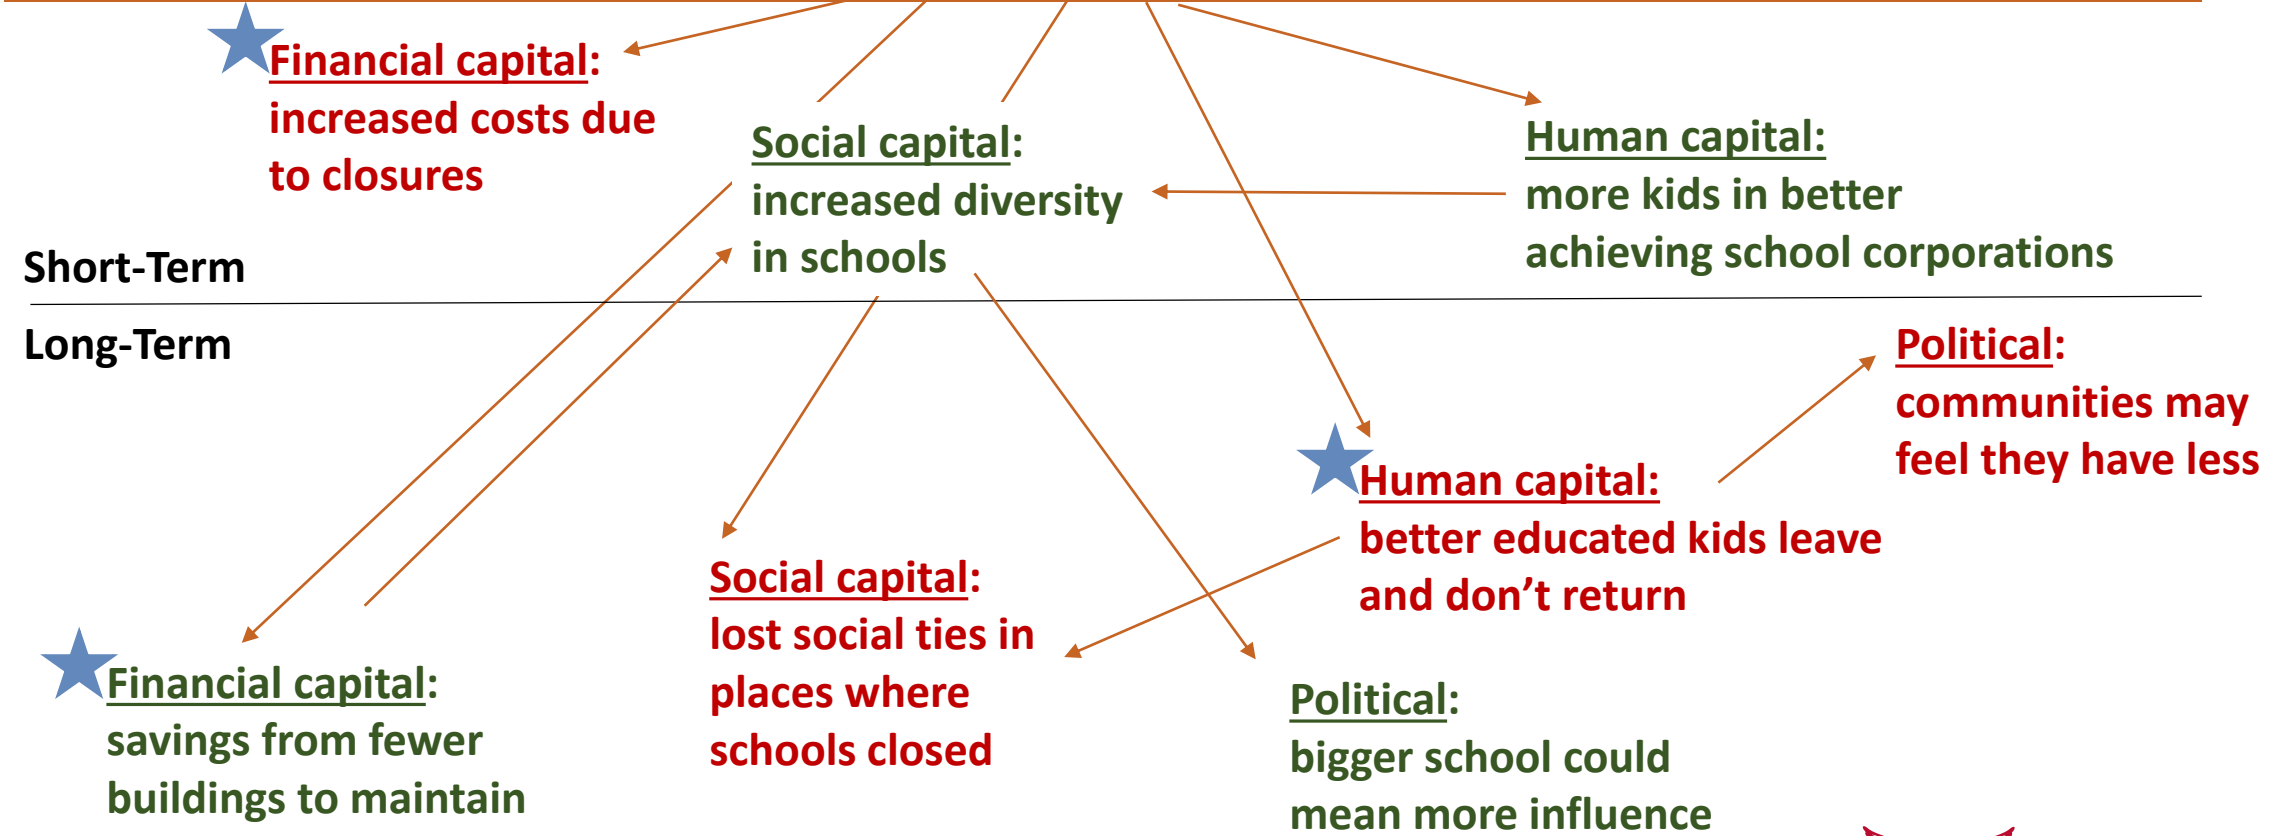 Financial capital:
increased costs due
to closures
Social capital:
increased diversity
in schools
Human capital:
more kids in better
achieving school corporations
Short-Term
Long-Term
Political:
communities may
feel they have less
Human capital:
better educated kids leave
and don’t return
Social capital:
lost social ties in
places where
schools closed
Financial capital:
savings from fewer
buildings to maintain
Political:
bigger school could
mean more influence